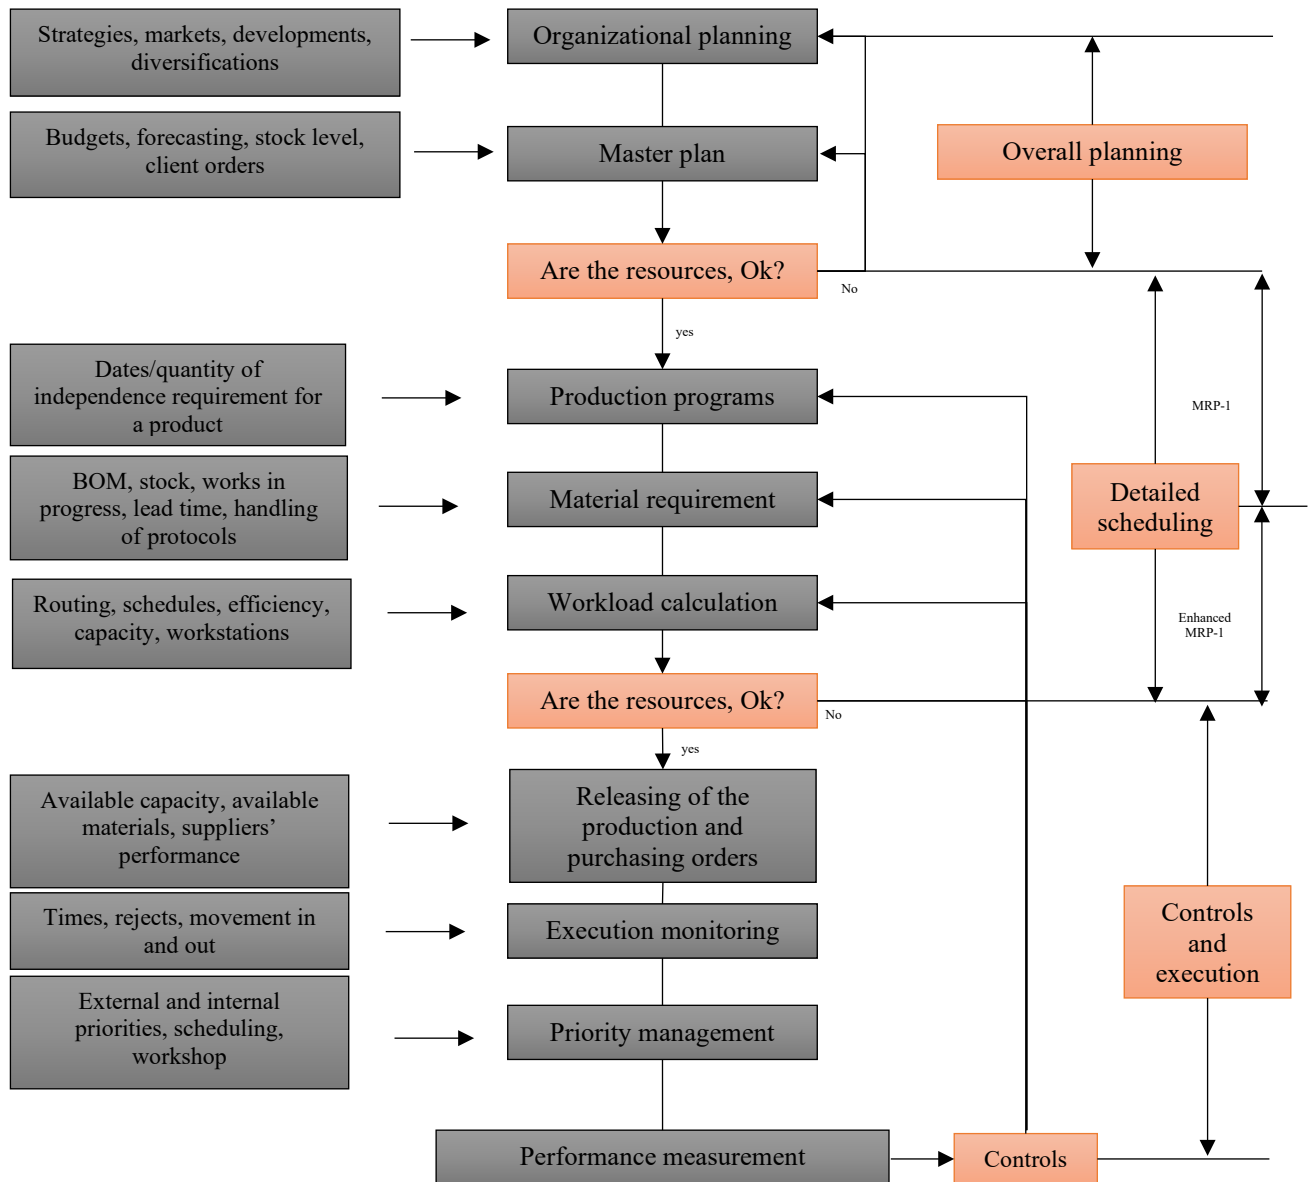 Strategies, markets, developments,
diversifications
Organizational planning
Budgets, forecasting, stock level,
client orders
Master plan
Overall planning
Are the resources, Ok?
No
yes
Dates/quantity of
independence requirement for
a product
Production programs
MRP-1
BOM, stock, works in
progress, lead time, handling
of protocols
Material requirement
Detailed
scheduling
Routing, schedules, efficiency,
capacity, workstations
Workload calculation
Enhanced
MRP-1
Are the resources, Ok?
No
yes
Available capacity, available
materials, suppliers’
performance
Releasing of the
production and
purchasing orders
Times, rejects, movement in
and out
Execution monitoring
Controls
and
execution
External and internal
priorities, scheduling,
workshop
Priority management
Performance measurement
Controls